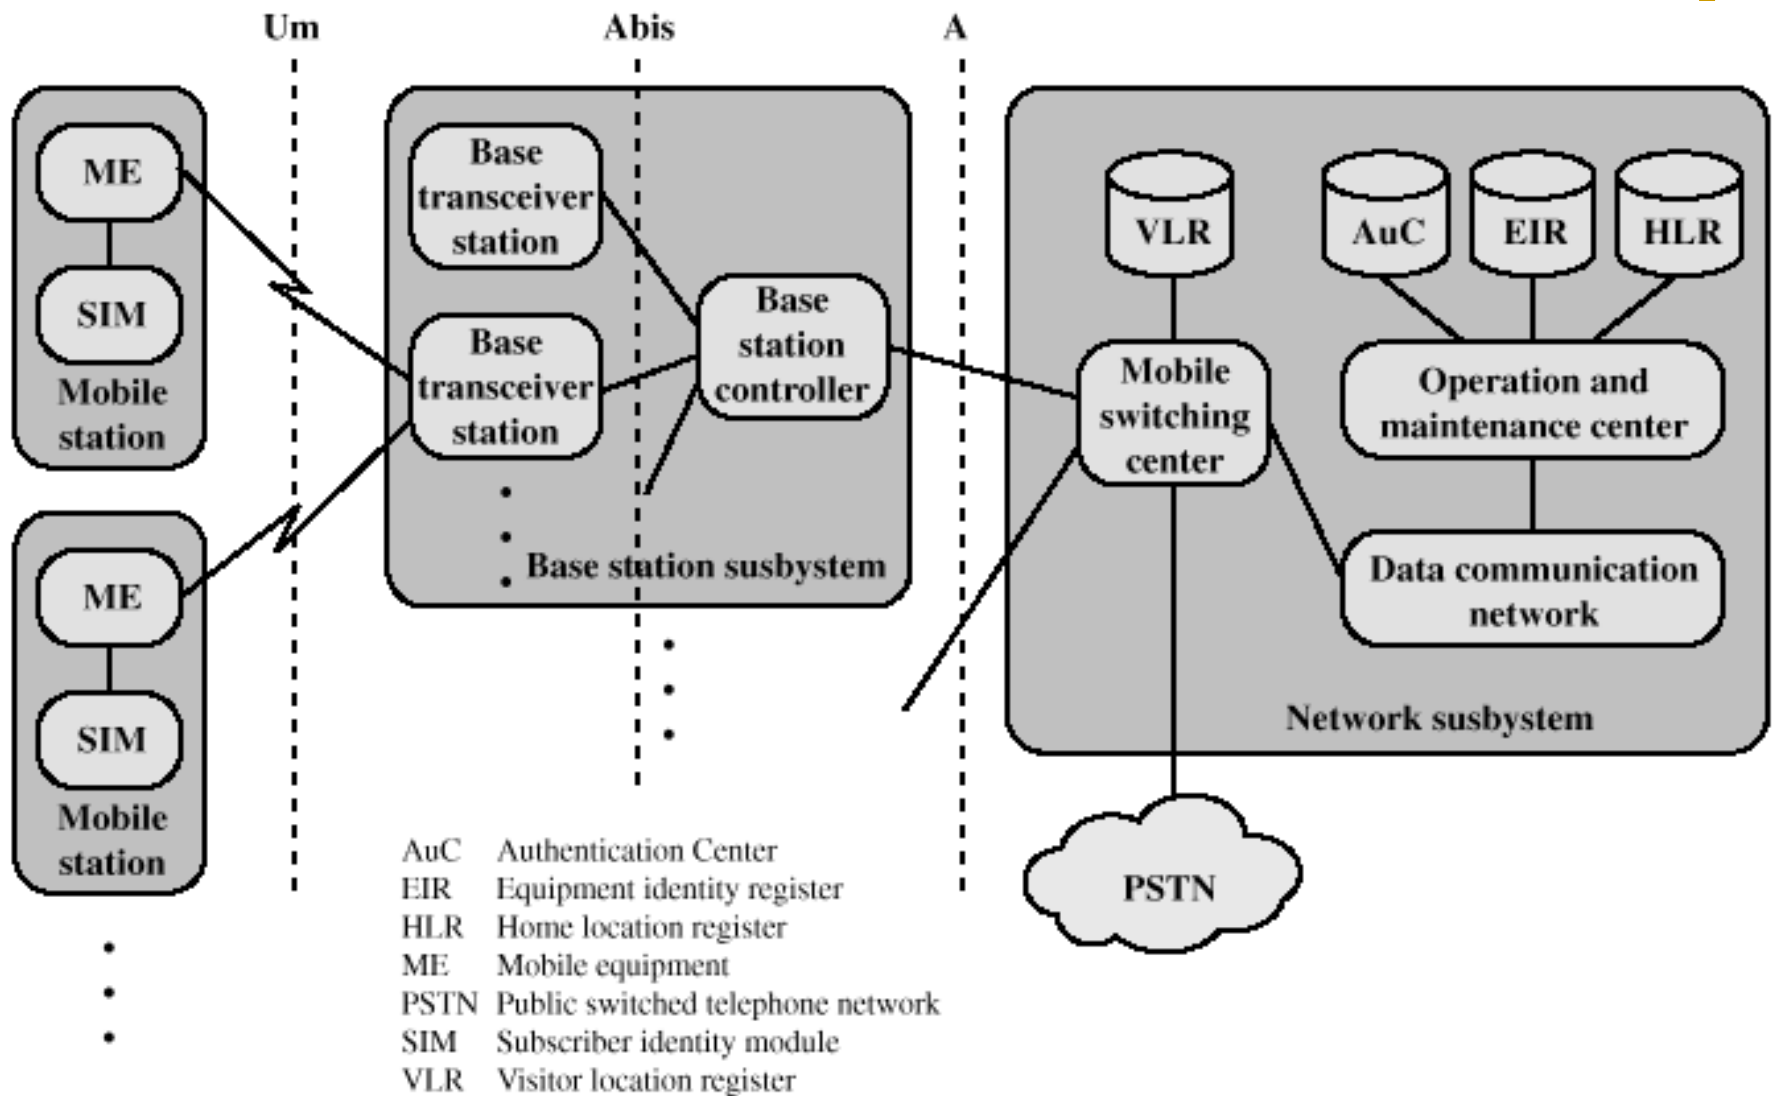 Um
Abis
A
ME
SIM
Mobile
station
ME
SIM
Mobile
station
Base
transceiver
station
Base
transceiver
station
Base
station
controller
Base station susbystem
VLR
AuC
EIR
HLR
Mobile
switching
center
Operation and
maintenance center
Data communication
network
Network susbystem
PSTN
AuC Authentication Center
EIR Equipment identity register
HLR Home location register
ME Mobile equipment
PSTN Public switched telephone network
SIM Subscriber identity module
VLR Visitor location register